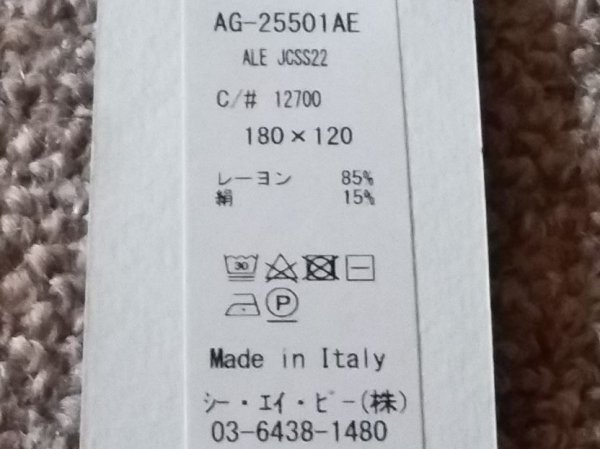 AG-25501AE
ALE JCSS22
C/# 12700
180×120
レーヨン 85%
絹 15%
30
P
Made in Italy
シー・エイ・ビー(株)
03-6438-1480